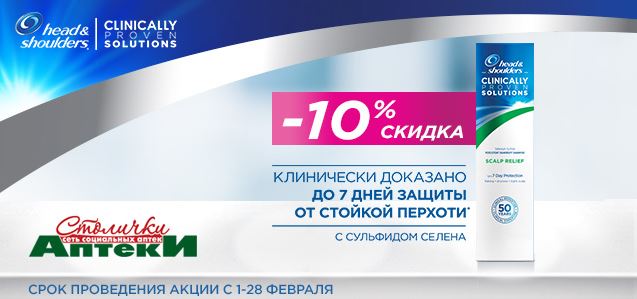 head&
shoulders
CLINICALLY
PROVEN
SOLUTIONS
-10%
СКИДКА
КЛИНИЧЕСКИ ДОКАЗАНО
ДО 7 ДНЕЙ ЗАЩИТЫ
ОТ СТОЙКОЙ ПЕРХОТИ*
С СУЛЬФИДОМ СЕЛЕНА
head&
shoulders
CLINICALLY
PROVEN
SOLUTIONS
SCALP RELIEF
7 Day Protection
50
YEARS
Столички
сеть социальных аптек
АптекИ
СРОК ПРОВЕДЕНИЯ АКЦИИ С 1-28 ФЕВРАЛЯ